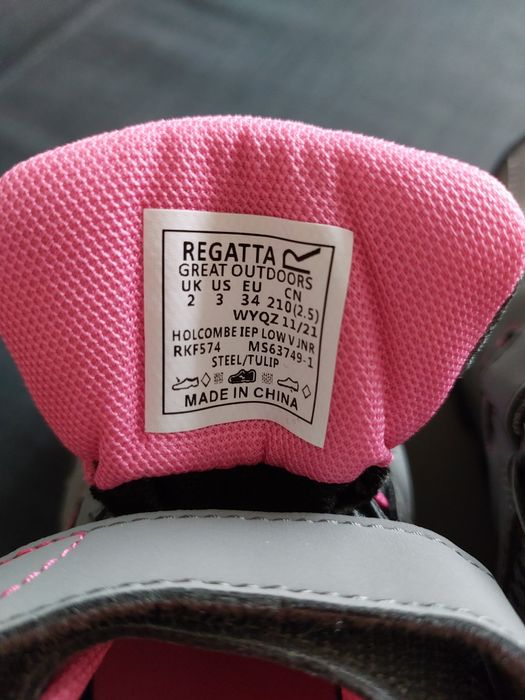 REGATTA R
GREAT OUTDOORS
UK US EU CN
2 3 34 210(2.5)
WYQZ 11/21
HOLCOMBE IEP LOW V JNR
RKF574 MS63749-1
STEEL/TULIP
MADE IN CHINA